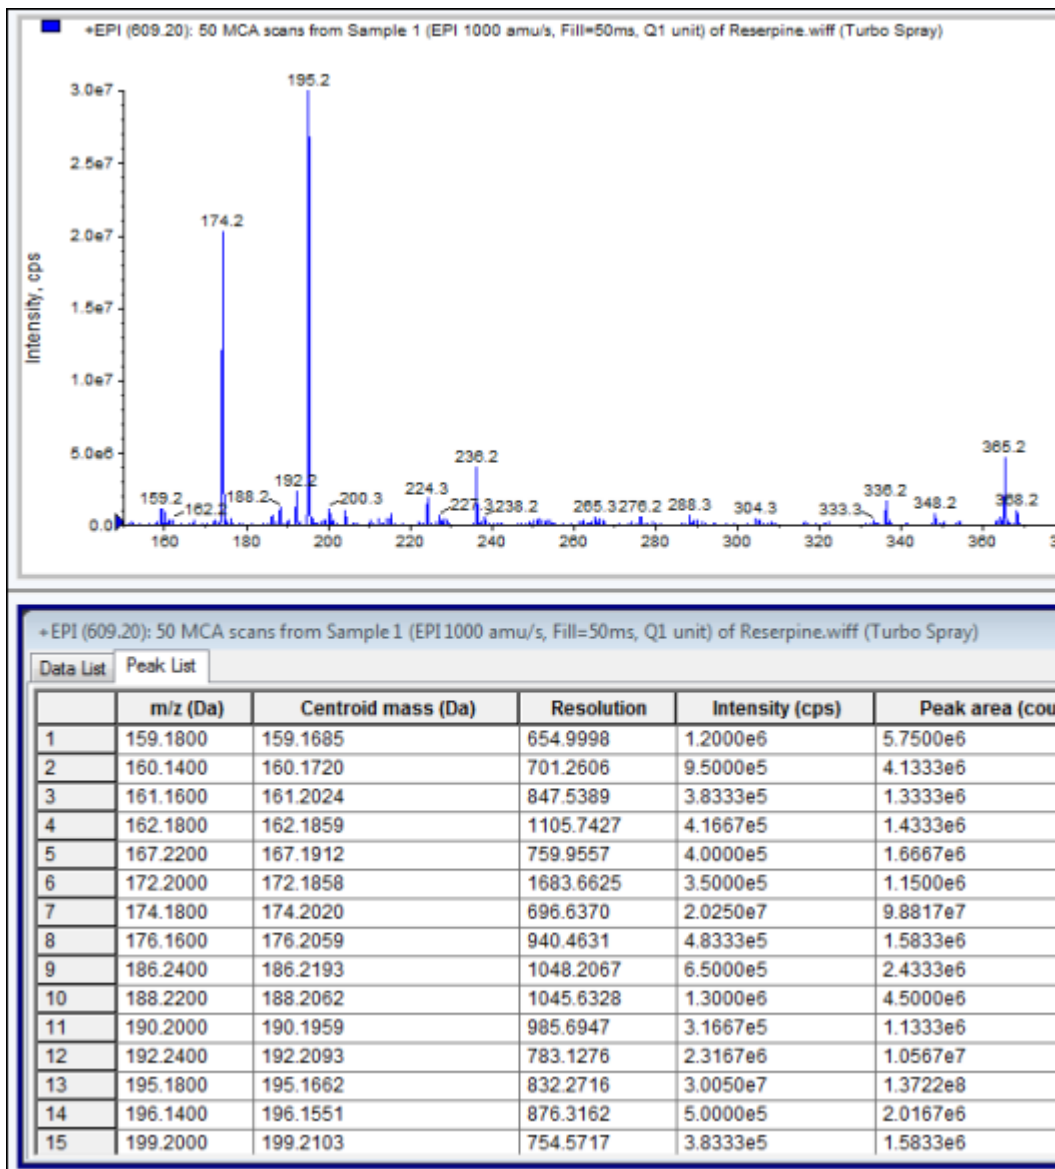 +EPI (609.20): 50 MCA scans from Sample 1 (EPI 1000 amu/s, Fill=50ms, Q1 unit) of Reserpine.wiff (Turbo Spray)
195.2
3.0e7
2.5e7
174.2
2.0e7
Intensity, cps
1.5e7
1.0e7
5.0e6
236.2
365.2
159.2
162.2
188.2
192.2
200.3
224.3
227.3
238.2
265.3
276.2
288.3
304.3
333.3
336.2
348.2
368.2
0.0
160 180 200 220 240 260 280 300 320 340 360
+EPI (609.20): 50 MCA scans from Sample 1 (EPI 1000 amu/s, Fill=50ms, Q1 unit) of Reserpine.wiff (Turbo Spray)
Data List Peak List
m/z (Da) Centroid mass (Da) Resolution Intensity (cps) Peak area (cou
1 159.1800 159.1685 654.9998 1.2000e6 5.7500e6
2 160.1400 160.1720 701.2606 9.5000e5 4.1333e6
3 161.1600 161.2024 847.5389 3.8333e5 1.3333e6
4 162.1800 162.1859 1105.7427 4.1667e5 1.4333e6
5 167.2200 167.1912 759.9557 4.0000e5 1.6667e6
6 172.2000 172.1858 1683.6625 3.5000e5 1.1500e6
7 174.1800 174.2020 696.6370 2.0250e7 9.8817e7
8 176.1600 176.2059 940.4631 4.8333e5 1.5833e6
9 186.2400 186.2193 1048.2067 6.5000e5 2.4333e6
10 188.2200 188.2062 1045.6328 1.3000e6 4.5000e6
11 190.2000 190.1959 985.6947 3.1667e5 1.1333e6
12 192.2400 192.2093 783.1276 2.3167e6 1.0567e7
13 195.1800 195.1662 832.2716 3.0050e7 1.3722e8
14 196.1400 196.1551 876.3162 5.0000e5 2.0167e6
15 199.2000 199.2103 754.5717 3.8333e5 1.5833e6